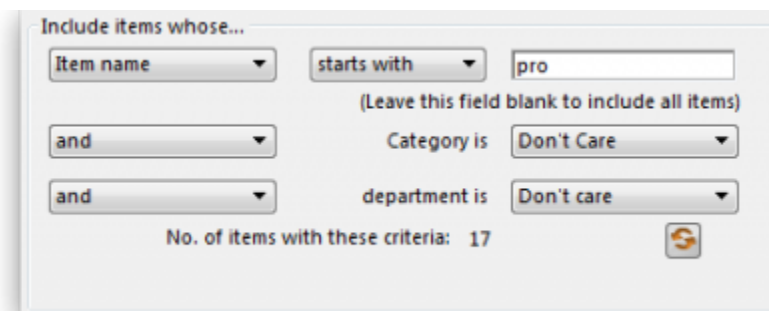 Include items whose...
Item name starts with pro
(Leave this field blank to include all items)
and Category is Don't Care
and department is Don't care
No. of items with these criteria: 17